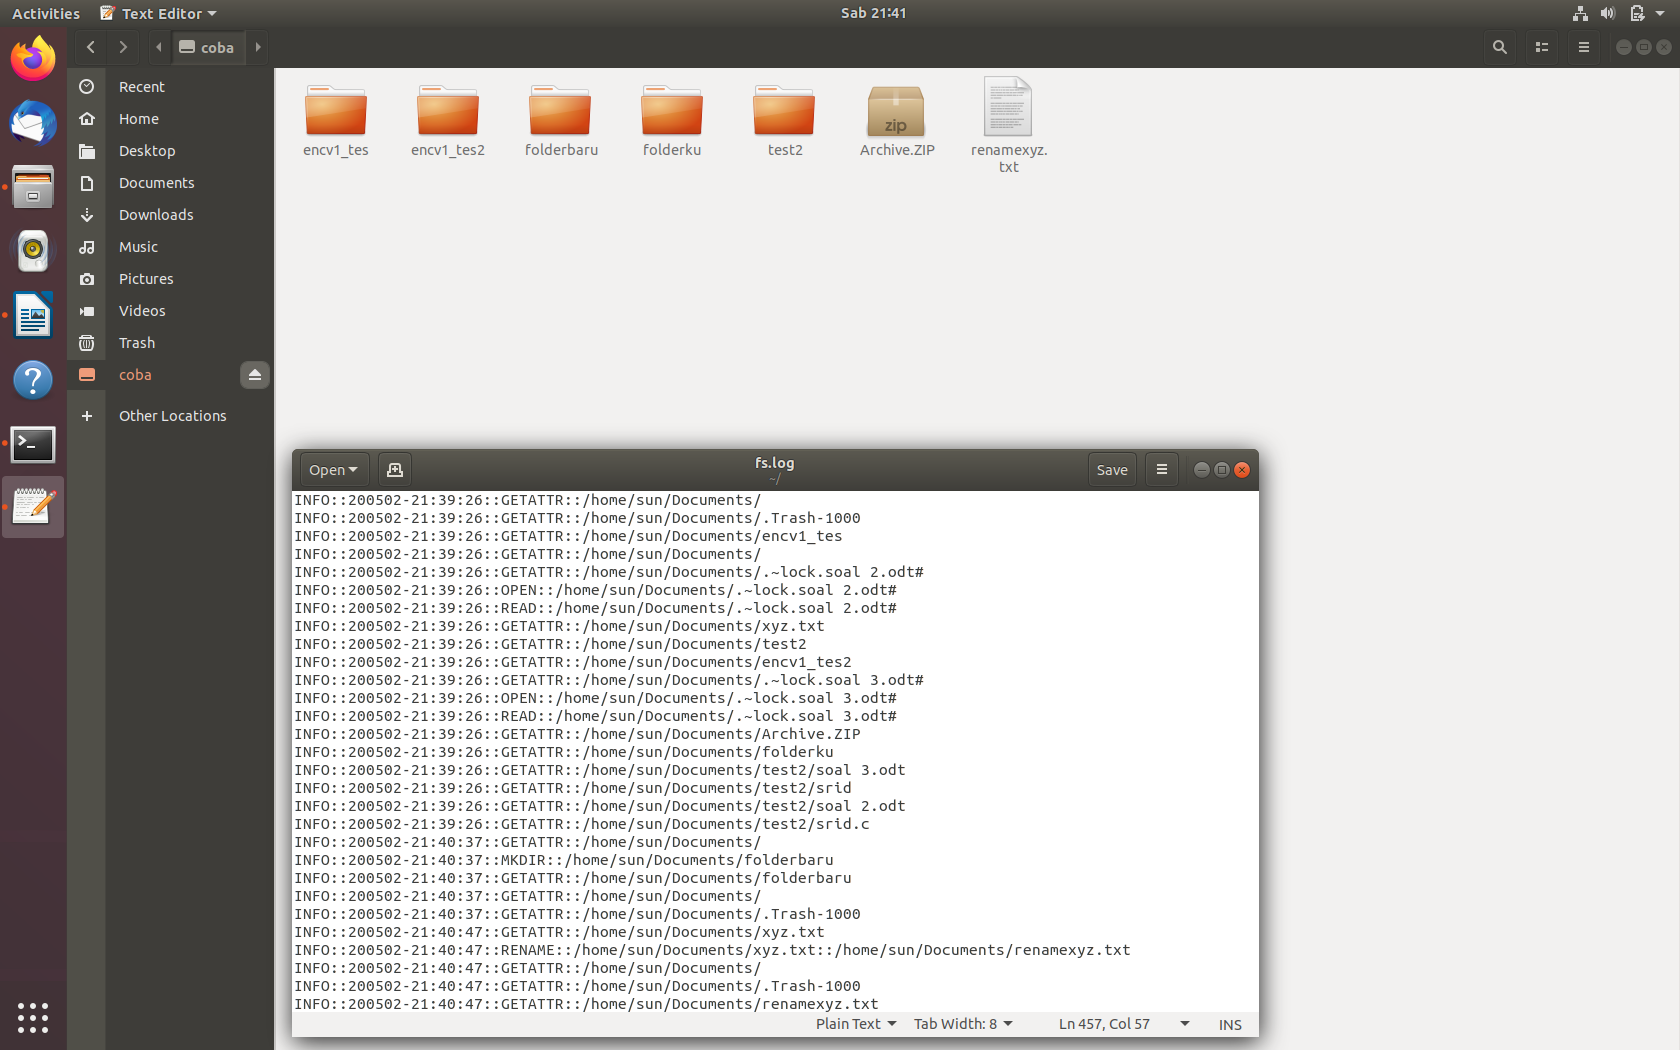 Activities
Text Editor
Sab 21:41
coba
Recent
Home
Desktop
Documents
Downloads
Music
Pictures
Videos
Trash
coba
Other Locations
encv1_tes
encv1_tes2
folderbaru
folderku
test2
zip
Archive.ZIP
renamexyz.
txt
Open
fs.log
~/
Save
INFO::200502-21:39:26::GETATTR::/home/sun/Documents/
INFO::200502-21:39:26::GETATTR::/home/sun/Documents/.Trash-1000
INFO::200502-21:39:26::GETATTR::/home/sun/Documents/encv1_tes
INFO::200502-21:39:26::GETATTR::/home/sun/Documents/
INFO::200502-21:39:26::GETATTR::/home/sun/Documents/.~lock.soal 2.odt#
INFO::200502-21:39:26::OPEN::/home/sun/Documents/.~lock.soal 2.odt#
INFO::200502-21:39:26::READ::/home/sun/Documents/.~lock.soal 2.odt#
INFO::200502-21:39:26::GETATTR::/home/sun/Documents/xyz.txt
INFO::200502-21:39:26::GETATTR::/home/sun/Documents/test2
INFO::200502-21:39:26::GETATTR::/home/sun/Documents/encv1_tes2
INFO::200502-21:39:26::GETATTR::/home/sun/Documents/.~lock.soal 3.odt#
INFO::200502-21:39:26::OPEN::/home/sun/Documents/.~lock.soal 3.odt#
INFO::200502-21:39:26::READ::/home/sun/Documents/.~lock.soal 3.odt#
INFO::200502-21:39:26::GETATTR::/home/sun/Documents/Archive.ZIP
INFO::200502-21:39:26::GETATTR::/home/sun/Documents/folderku
INFO::200502-21:39:26::GETATTR::/home/sun/Documents/test2/soal 3.odt
INFO::200502-21:39:26::GETATTR::/home/sun/Documents/test2/srid
INFO::200502-21:39:26::GETATTR::/home/sun/Documents/test2/soal 2.odt
INFO::200502-21:39:26::GETATTR::/home/sun/Documents/test2/srid.c
INFO::200502-21:40:37::GETATTR::/home/sun/Documents/
INFO::200502-21:40:37::MKDIR::/home/sun/Documents/folderbaru
INFO::200502-21:40:37::GETATTR::/home/sun/Documents/folderbaru
INFO::200502-21:40:37::GETATTR::/home/sun/Documents/
INFO::200502-21:40:37::GETATTR::/home/sun/Documents/.Trash-1000
INFO::200502-21:40:47::GETATTR::/home/sun/Documents/xyz.txt
INFO::200502-21:40:47::RENAME::/home/sun/Documents/xyz.txt::/home/sun/Documents/renamexyz.txt
INFO::200502-21:40:47::GETATTR::/home/sun/Documents/
INFO::200502-21:40:47::GETATTR::/home/sun/Documents/.Trash-1000
INFO::200502-21:40:47::GETATTR::/home/sun/Documents/renamexyz.txt
Plain Text
Tab Width: 8
Ln 457, Col 57
INS